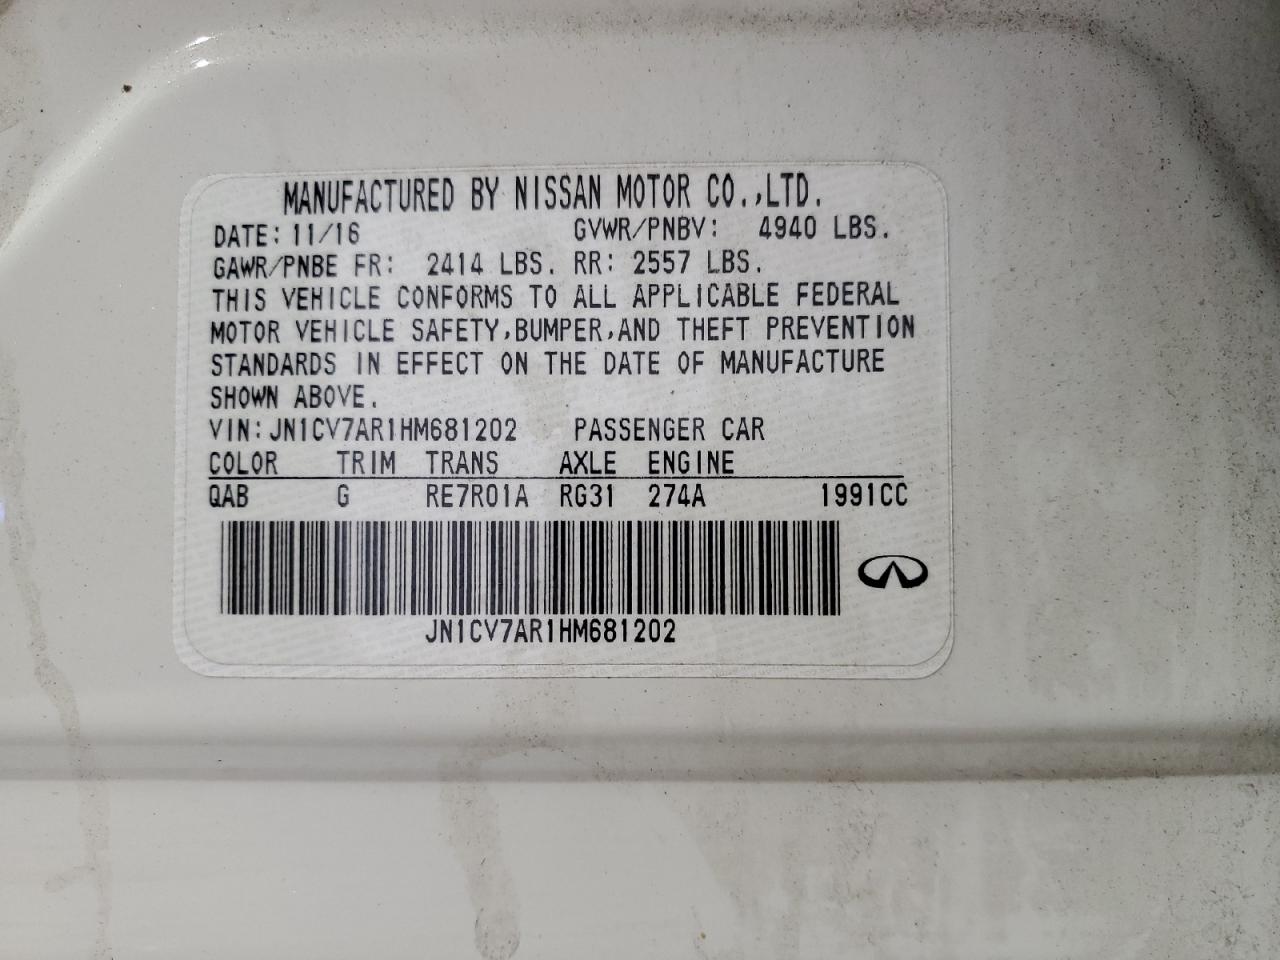 MANUFACTURED BY NISSAN MOTOR CO.,LTD.
DATE: 11/16 GVWR/PNBV: 4940 LBS.
GAWR/PNBE FR: 2414 LBS. RR: 2557 LBS.
THIS VEHICLE CONFORMS TO ALL APPLICABLE FEDERAL
MOTOR VEHICLE SAFETY,BUMPER,AND THEFT PREVENTION
STANDARDS IN EFFECT ON THE DATE OF MANUFACTURE
SHOWN ABOVE.
VIN:JN1CV7AR1HM681202 PASSENGER CAR
COLOR TRIM TRANS AXLE ENGINE
QAB G RE7R01A RG31 274A 1991CC
JN1CV7AR1HM681202